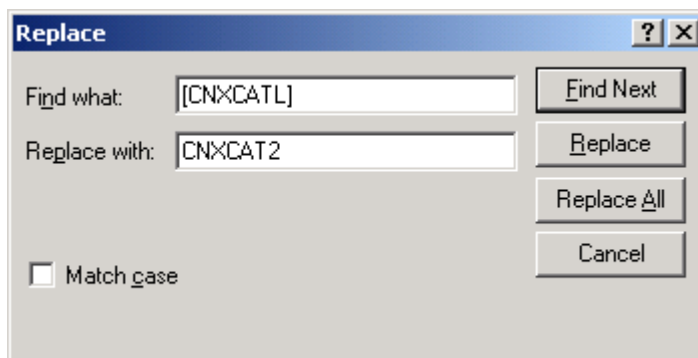 Replace
Find what: [CNXCATL] Find Next
Replace with: CNXCAT2 Replace
Replace All
Cancel
Match case